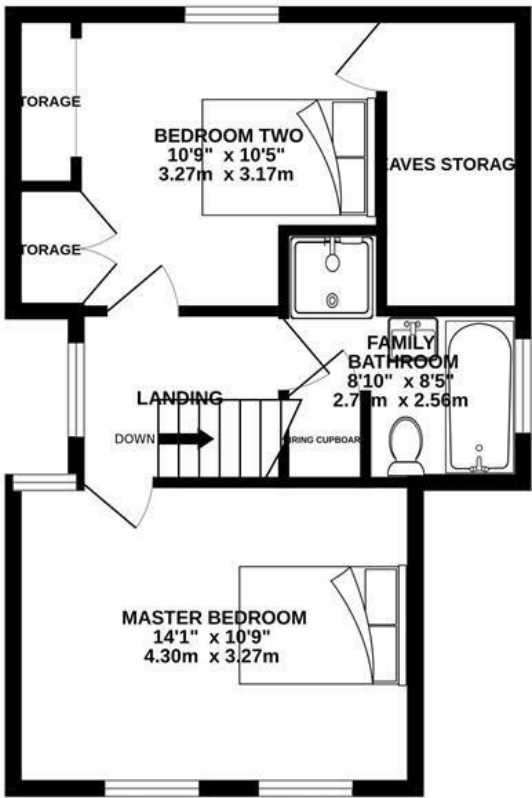 TORAGE
BEDROOM TWO
10'9" x 10'5"
3.27m x 3.17m
EAVES STORAG
TORAGE
FAMILY
BATHROOM
8'10" x 8'5"
x 2.56m
LANDING
DOWN
IRING CUPBOAR
MASTER BEDROOM
14'1" x 10'9"
4.30m x 3.27m